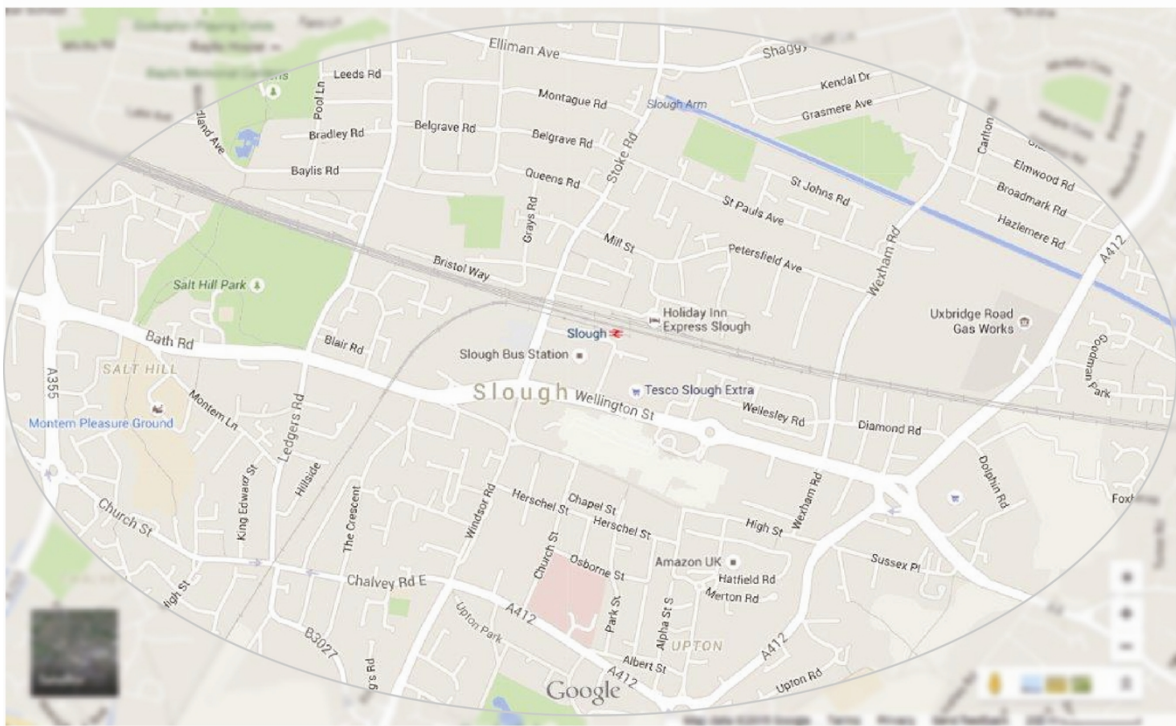 Elliman Ave
Leeds Rd
Kendal Dr
Pool Ln
Montague Rd
Slough Arm
Grasmere Ave
Carlton Rd
Bradley Rd
Belgrave Rd
Belgrave Rd
Stoke Rd
Baylis Rd
Queens Rd
St Johns Rd
Elmwood Rd
Broadmark Rd
Hazlemere Rd
St Pauls Ave
Grays Rd
Mill St
Petersfield Ave
Wexham Rd
A412
Bristol Way
Salt Hill Park
Holiday Inn
Express Slough
Uxbridge Road
Gas Works
Slough
Bath Rd
Blair Rd
Slough Bus Station
Goodman Park
SALT HILL
A355
Slough
Wellington St
Tesco Slough Extra
Wellesley Rd
Diamond Rd
Montem Ln
Ledgers Rd
Montem Pleasure Ground
King Edward St
Hillside
Dolphin Rd
Church St
The Crescent
Windsor Rd
Herschel St
Chapel St
Herschel St
High St
Wexham Rd
Church St
Osborne St
Amazon UK
Sussex Pl
Hatfield Rd
Merton Rd
Chalvey Rd E
High St
A412
Park St
Alpha St S
Upton Park
B3027
UPTON
A412
Albert St
A412
Upton Rd
Google